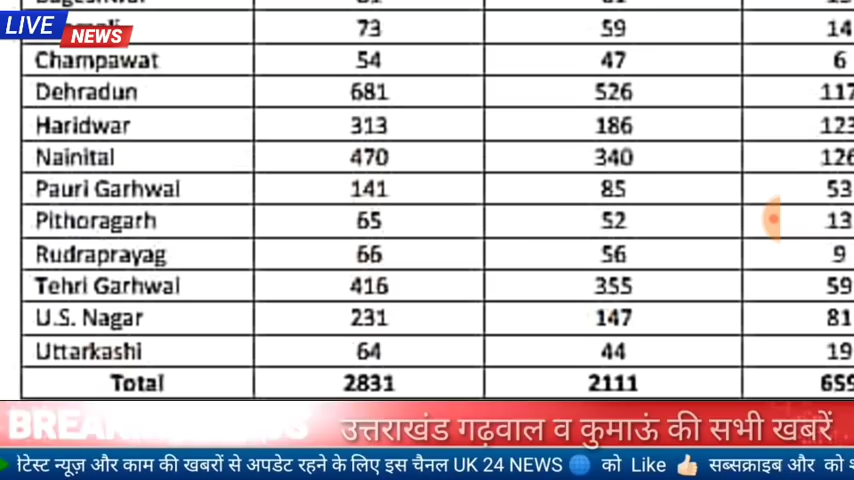 LIVE
NEWS
73 59 14
Champawat 54 47 6
Dehradun 681 526 117
Haridwar 313 186 123
Nainital 470 340 126
Pauri Garhwal 141 85 53
Pithoragarh 65 52 13
Rudraprayag 66 56 9
Tehri Garhwal 416 355 59
U.S. Nagar 231 147 81
Uttarkashi 64 44 19
Total 2831 2111 659
उत्तराखंड गढ़वाल व कुमाऊं की सभी खबरें
न्यूज़ और काम की खबरों से अपडेट रहने के लिए इस चैनल UK 24 NEWS 🌐 को Like 👍🏻 सब्सक्राइब और को